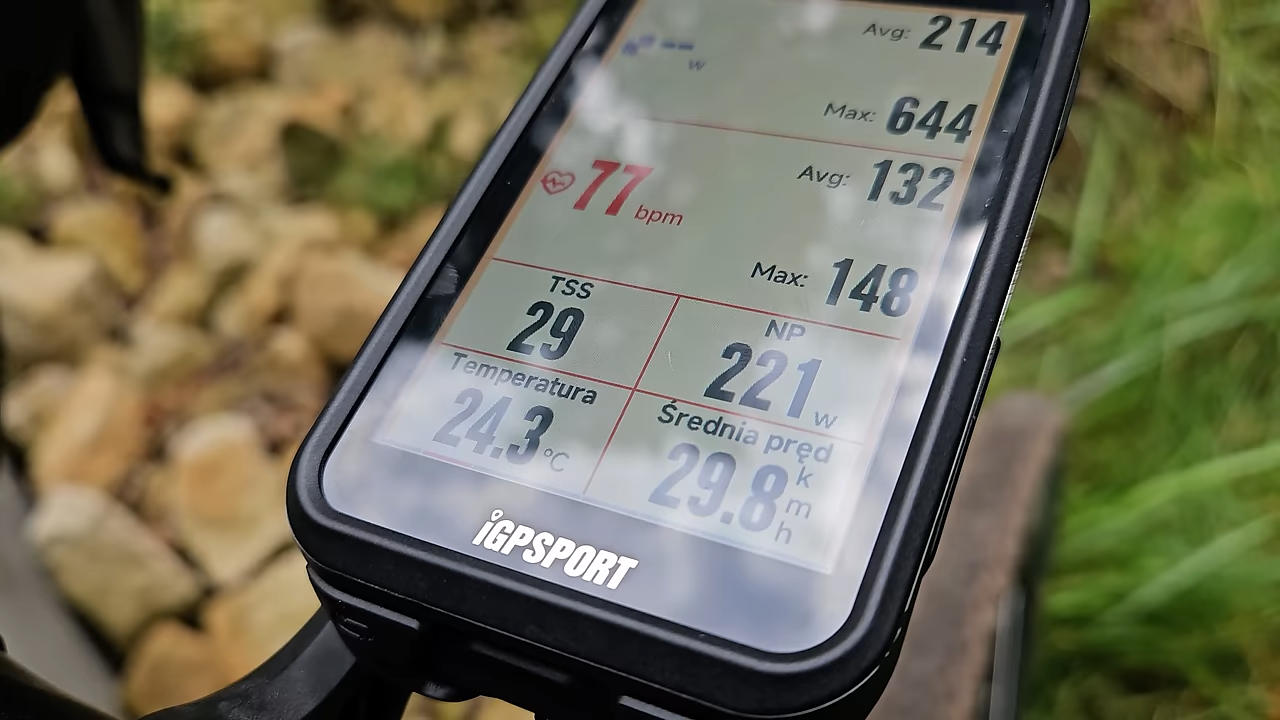 -- w
Avg: 214
Max: 644
77 bpm
Avg: 132
Max: 148
TSS
29
NP
221 w
Temperatura
24.3 °C
Średnia pręd
29.8 km/h
iGPSPORT